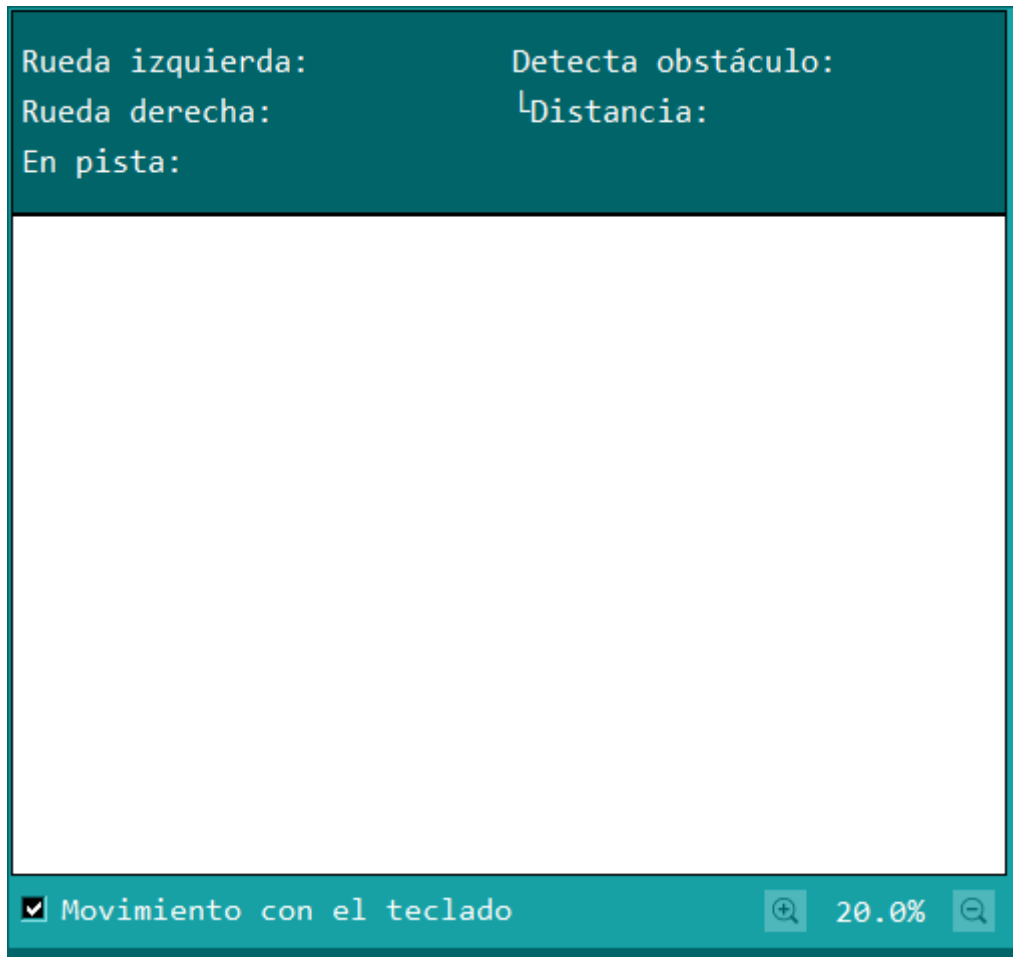 Rueda izquierda:
Rueda derecha:
En pista:
Detecta obstáculo:
└Distancia:
Movimiento con el teclado
20.0%